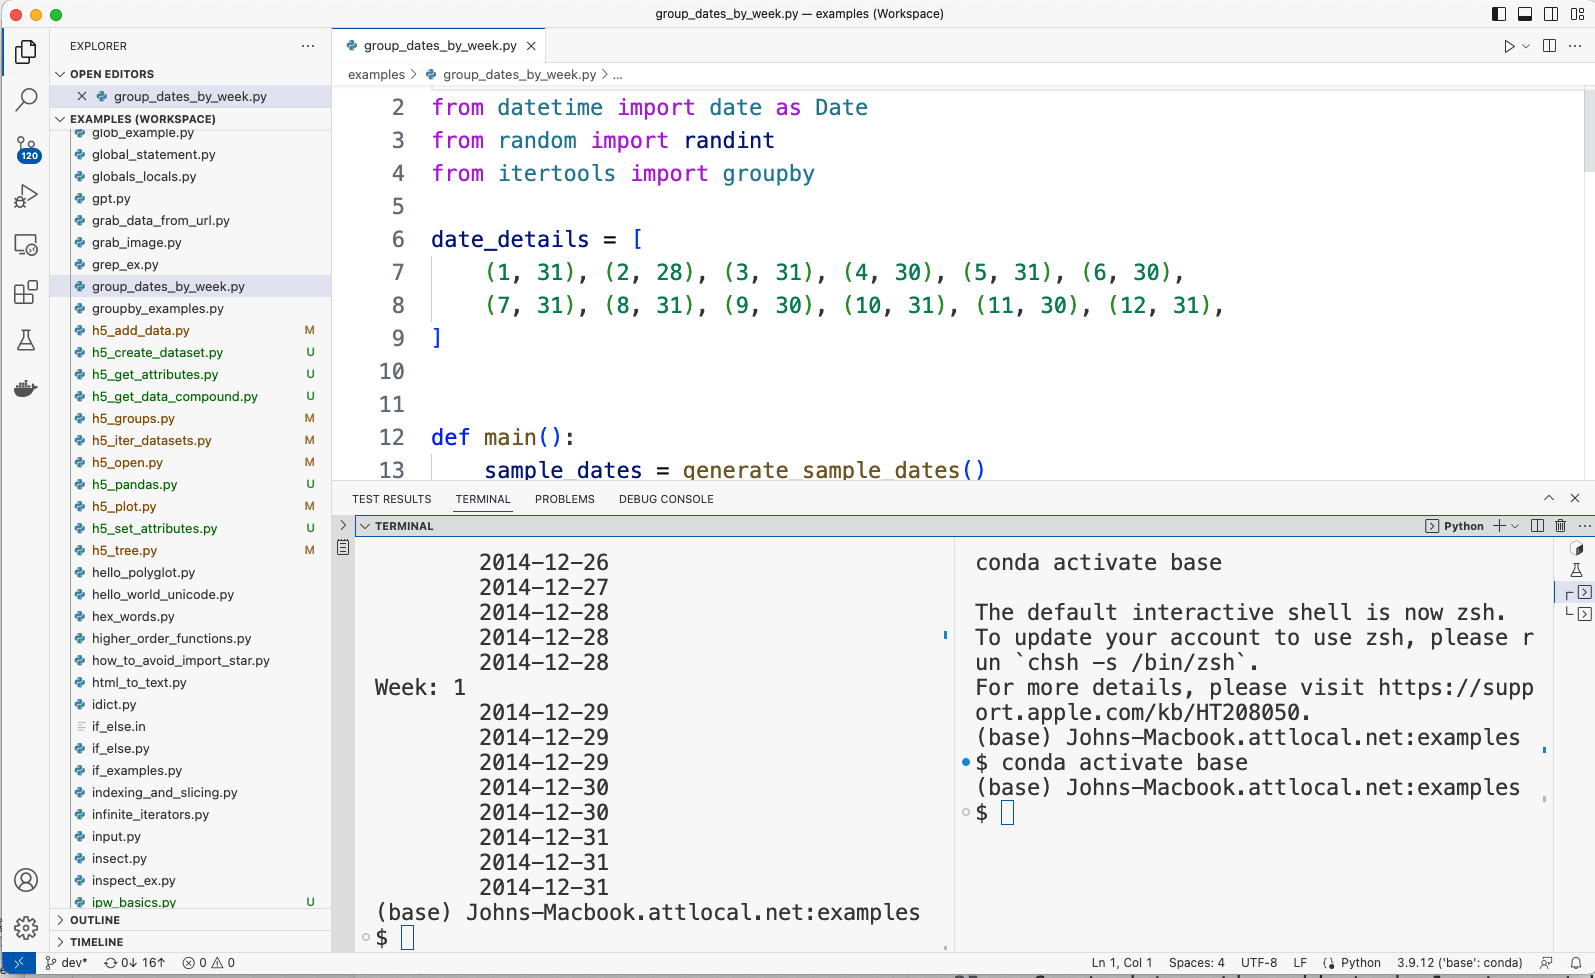 group_dates_by_week.py — examples (Workspace)
EXPLORER
OPEN EDITORS
group_dates_by_week.py
EXAMPLES (WORKSPACE)
glob_example.py
global_statement.py
globals_locals.py
gpt.py
grab_data_from_url.py
grab_image.py
grep_ex.py
group_dates_by_week.py
groupby_examples.py
h5_add_data.py M
h5_create_dataset.py U
h5_get_attributes.py U
h5_get_data_compound.py U
h5_groups.py M
h5_iter_datasets.py M
h5_open.py M
h5_pandas.py U
h5_plot.py M
h5_set_attributes.py U
h5_tree.py M
hello_polyglot.py
hello_world_unicode.py
hex_words.py
higher_order_functions.py
how_to_avoid_import_star.py
html_to_text.py
idict.py
if_else.in
if_else.py
if_examples.py
indexing_and_slicing.py
infinite_iterators.py
input.py
insect.py
inspect_ex.py
ipw_basics.py U
OUTLINE
TIMELINE
120
group_dates_by_week.py
examples > group_dates_by_week.py > ...
2 from datetime import date as Date
3 from random import randint
4 from itertools import groupby
5
6 date_details = [
7 (1, 31), (2, 28), (3, 31), (4, 30), (5, 31), (6, 30),
8 (7, 31), (8, 31), (9, 30), (10, 31), (11, 30), (12, 31),
9 ]
10
11
12 def main():
13 sample_dates = generate_sample_dates()
TEST RESULTS TERMINAL PROBLEMS DEBUG CONSOLE
TERMINAL
Python
2014-12-26
2014-12-27
2014-12-28
2014-12-28
2014-12-28
Week: 1
2014-12-29
2014-12-29
2014-12-29
2014-12-30
2014-12-30
2014-12-31
2014-12-31
2014-12-31
(base) Johns-Macbook.attlocal.net:examples
$
conda activate base
The default interactive shell is now zsh.
To update your account to use zsh, please r
un `chsh -s /bin/zsh`.
For more details, please visit https://supp
ort.apple.com/kb/HT208050.
(base) Johns-Macbook.attlocal.net:examples
$ conda activate base
(base) Johns-Macbook.attlocal.net:examples
$
dev* 0↓ 16↑ 0 0
Ln 1, Col 1 Spaces: 4 UTF-8 LF Python 3.9.12 ('base': conda)